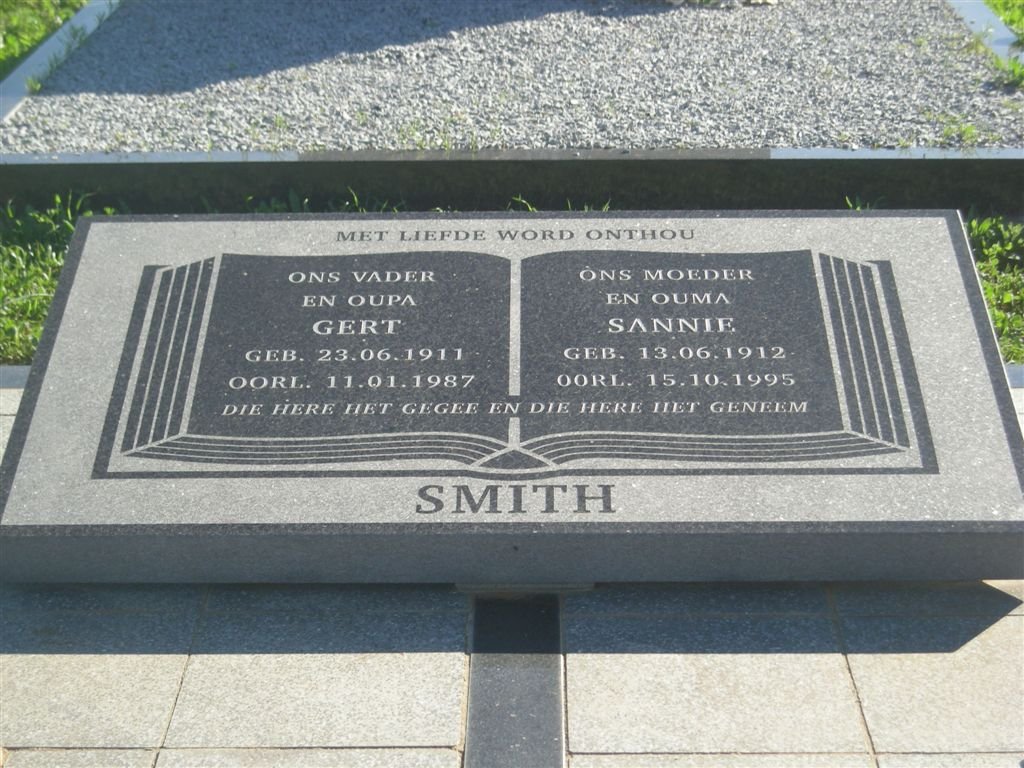 MET LIEFDE WORD ONTHOU
ONS VADER
EN OUPA
GERT
GEB. 23.06.1911
OORL. 11.01.1987
ONS MOEDER
EN OUMA
SANNIE
GEB. 13.06.1912
OORL. 15.10.1995
DIE HERE HET GEGEE EN DIE HERE HET GENEEM
SMITH